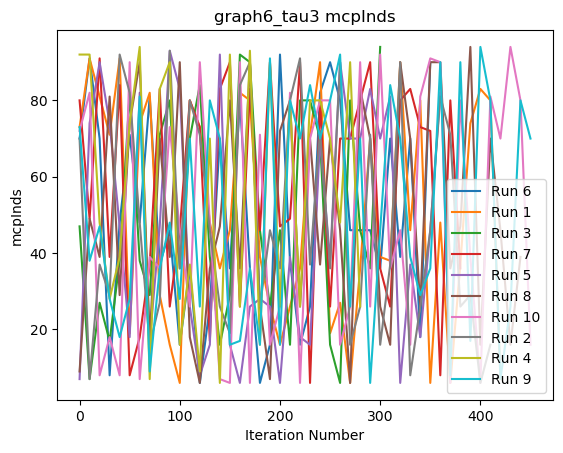 graph6_tau3 mcpInds
mcpInds
80
60
40
20
0
100
200
300
400
Iteration Number
Run 6
Run 1
Run 3
Run 7
Run 5
Run 8
Run 10
Run 2
Run 4
Run 9